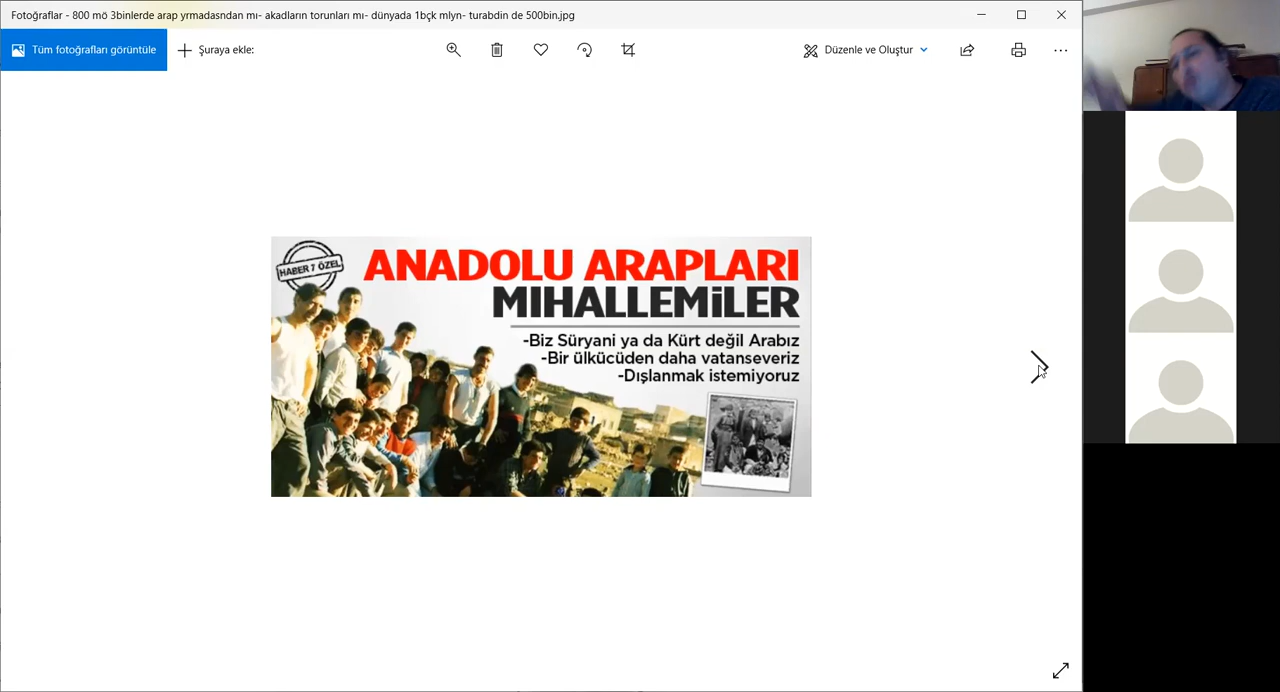 Fotoğraflar - 800 mö 3binlerde arap yrmadasndan mı- akadların torunları mı- dünyada 1bçk mlyn- turabdin de 500bin.jpg
Tüm fotoğrafları görüntüle
Şuraya ekle:
Düzenle ve Oluştur
HABER 7 ÖZEL
ANADOLU ARAPLARI
MIHALLEMiLER
-Biz Süryani ya da Kürt değil Arabız
-Bir ülkücüden daha vatanseveriz
-Dışlanmak istemiyoruz